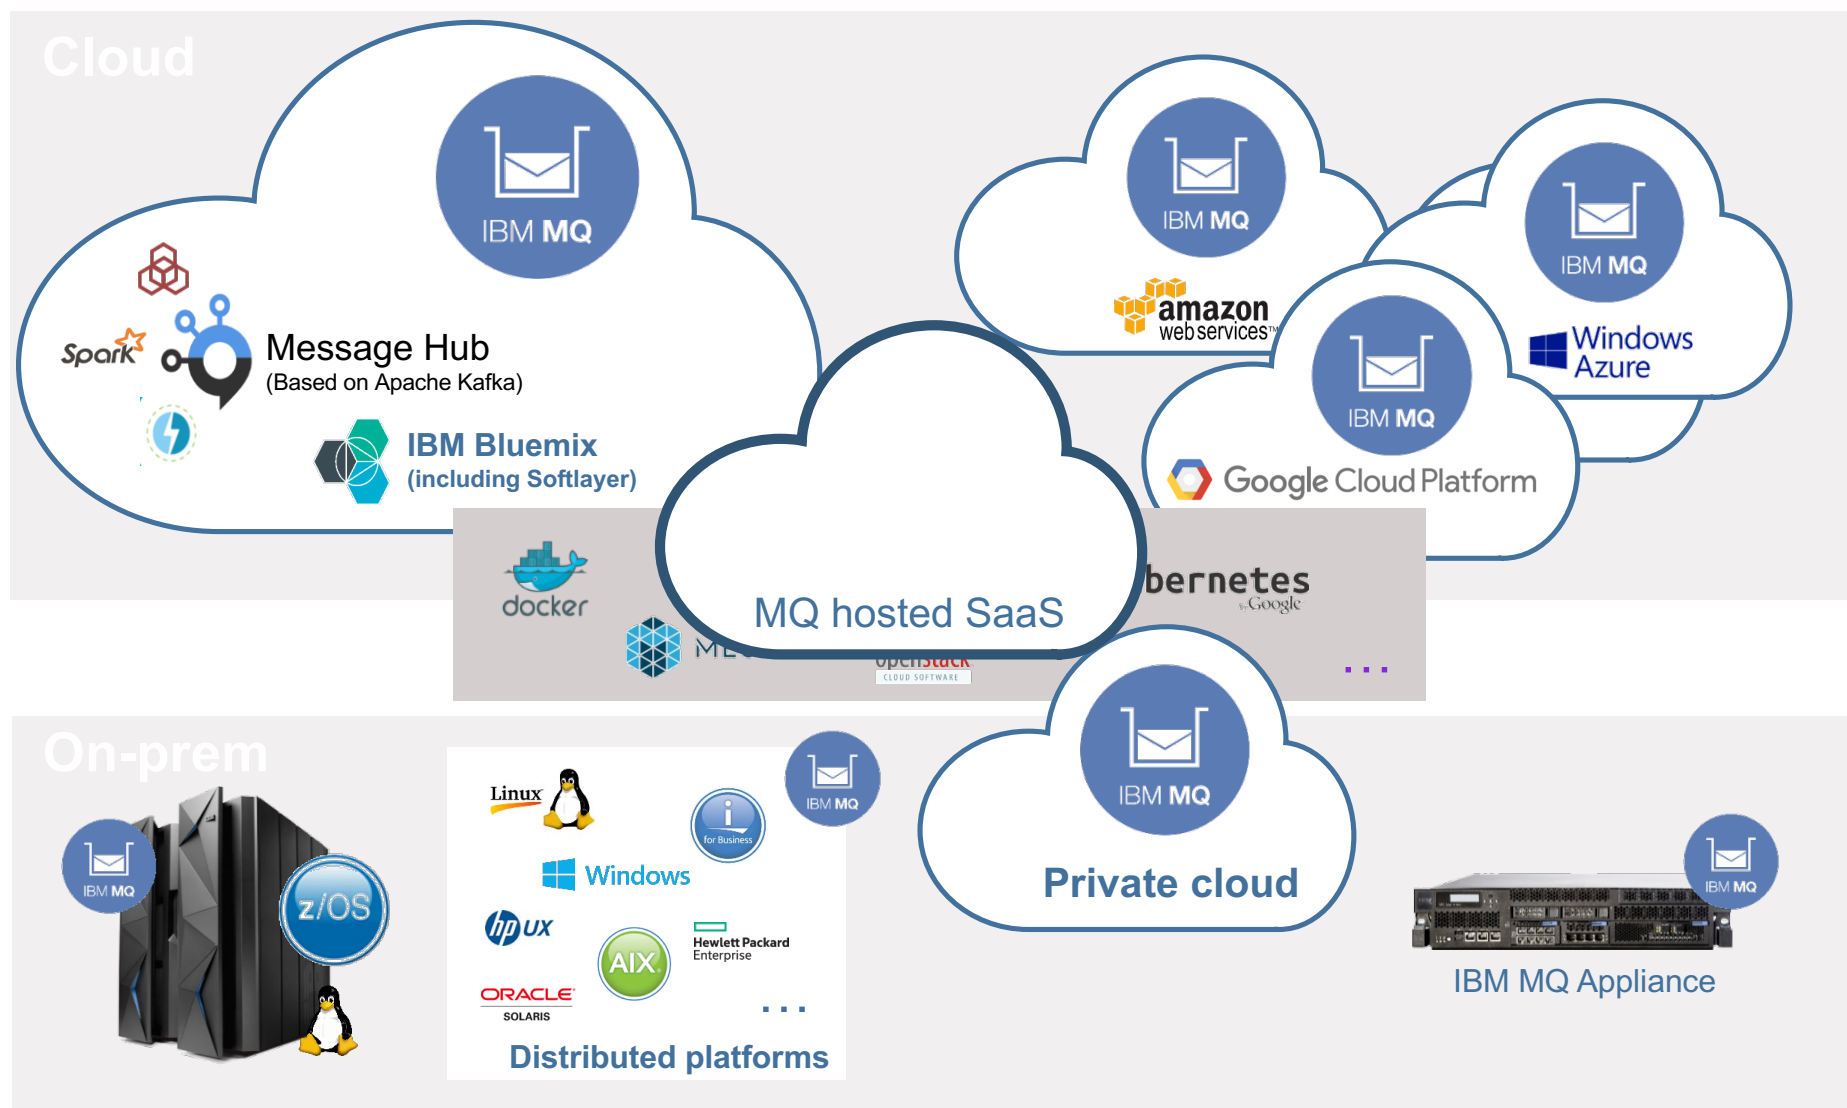 Cloud
IBM MQ
IBM MQ
IBM MQ
amazon
webservices™
Windows
Azure
Spark
Message Hub
(Based on Apache Kafka)
IBM MQ
IBM Bluemix
(including Softlayer)
Google Cloud Platform
docker
MQ hosted SaaS
bernetes
by Google
openstack
CLOUD SOFTWARE
...
On-prem
IBM MQ
z/OS
Linux
i
for Business
IBM MQ
Windows
hp UX
AIX
Hewlett Packard
Enterprise
ORACLE
SOLARIS
...
Distributed platforms
IBM MQ
Private cloud
IBM MQ
IBM MQ Appliance